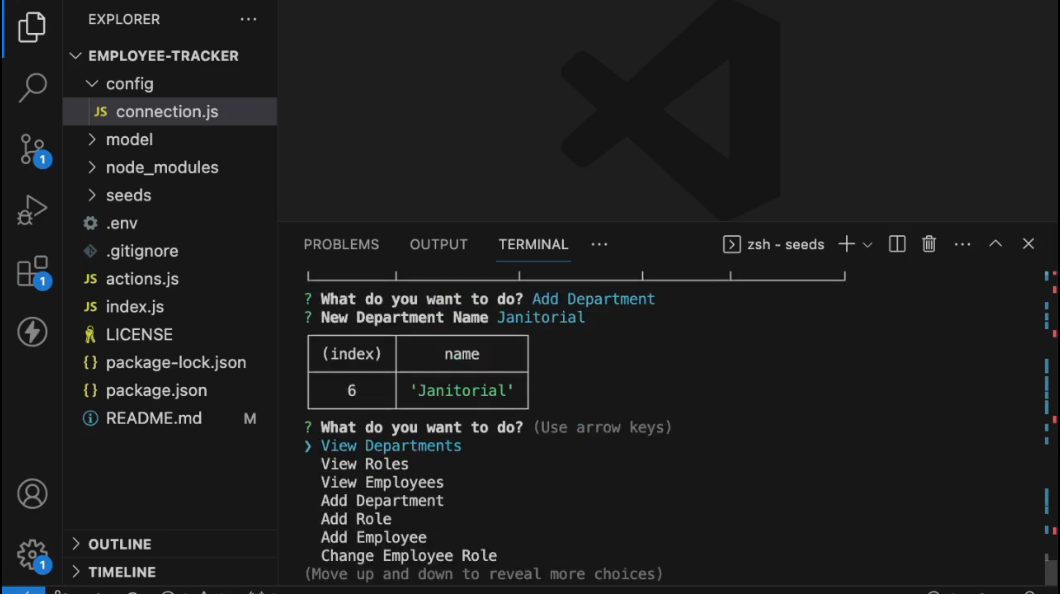 EXPLORER ···
EMPLOYEE-TRACKER
config
JS connection.js
model
node_modules
1
seeds
.env
.gitignore
JS actions.js
1
JS index.js
LICENSE
{} package-lock.json
{} package.json
README.md M
OUTLINE
1
TIMELINE
PROBLEMS OUTPUT TERMINAL ··· zsh - seeds
? What do you want to do? Add Department
? New Department Name Janitorial
(index) name
6 'Janitorial'
? What do you want to do? (Use arrow keys)
❯ View Departments
View Roles
View Employees
Add Department
Add Role
Add Employee
Change Employee Role
(Move up and down to reveal more choices)